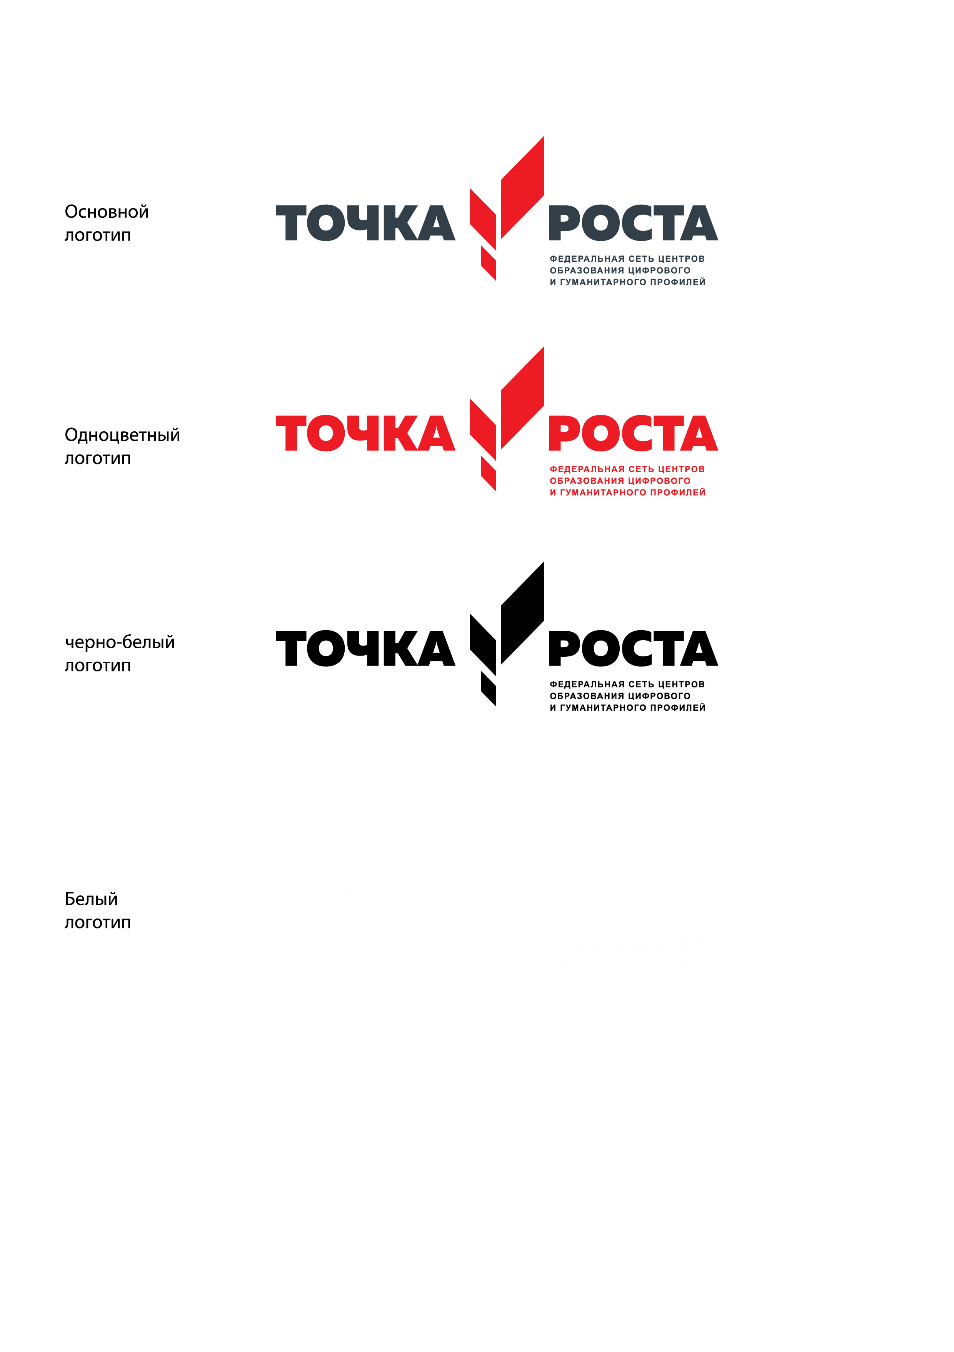 Основной
логотип
ТОЧКА РОСТА
ФЕДЕРАЛЬНАЯ СЕТЬ ЦЕНТРОВ
ОБРАЗОВАНИЯ ЦИФРОВОГО
И ГУМАНИТАРНОГО ПРОФИЛЕЙ
Одноцветный
логотип
ТОЧКА РОСТА
ФЕДЕРАЛЬНАЯ СЕТЬ ЦЕНТРОВ
ОБРАЗОВАНИЯ ЦИФРОВОГО
И ГУМАНИТАРНОГО ПРОФИЛЕЙ
черно-белый
логотип
ТОЧКА РОСТА
ФЕДЕРАЛЬНАЯ СЕТЬ ЦЕНТРОВ
ОБРАЗОВАНИЯ ЦИФРОВОГО
И ГУМАНИТАРНОГО ПРОФИЛЕЙ
Белый
логотип